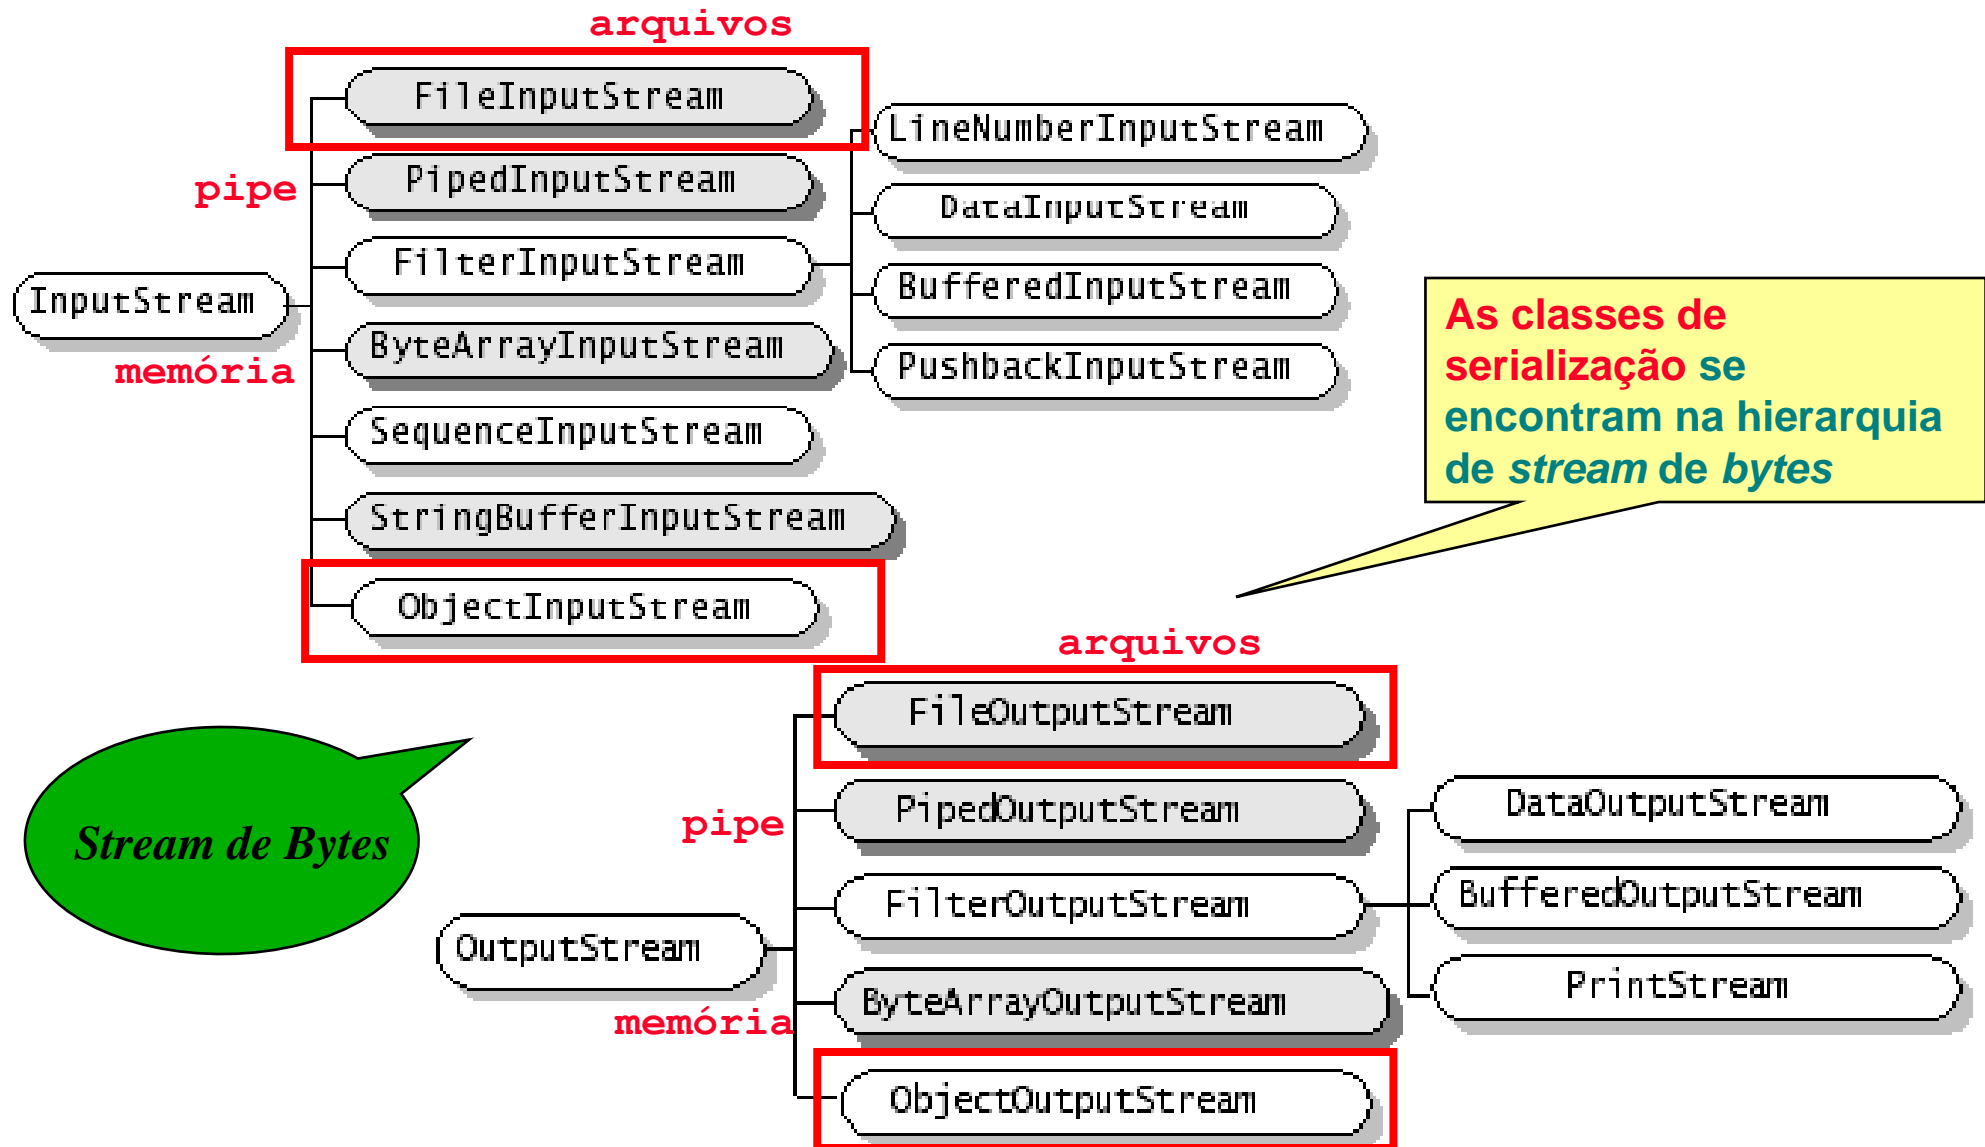 arquivos
FileInputStream
LineNumberInputStream
pipe
PipedInputStream
DataInputStream
FilterInputStream
BufferedInputStream
InputStream
memória
ByteArrayInputStream
PushbackInputStream
SequenceInputStream
StringBufferInputStream
ObjectInputStream
As classes de
serialização se
encontram na hierarquia
de stream de bytes
arquivos
FileOutputStream
Stream de Bytes
pipe
PipedOutputStream
DataOutputStream
FilterOutputStream
BufferedOutputStream
OutputStream
memória
ByteArrayOutputStream
PrintStream
ObjectOutputStream